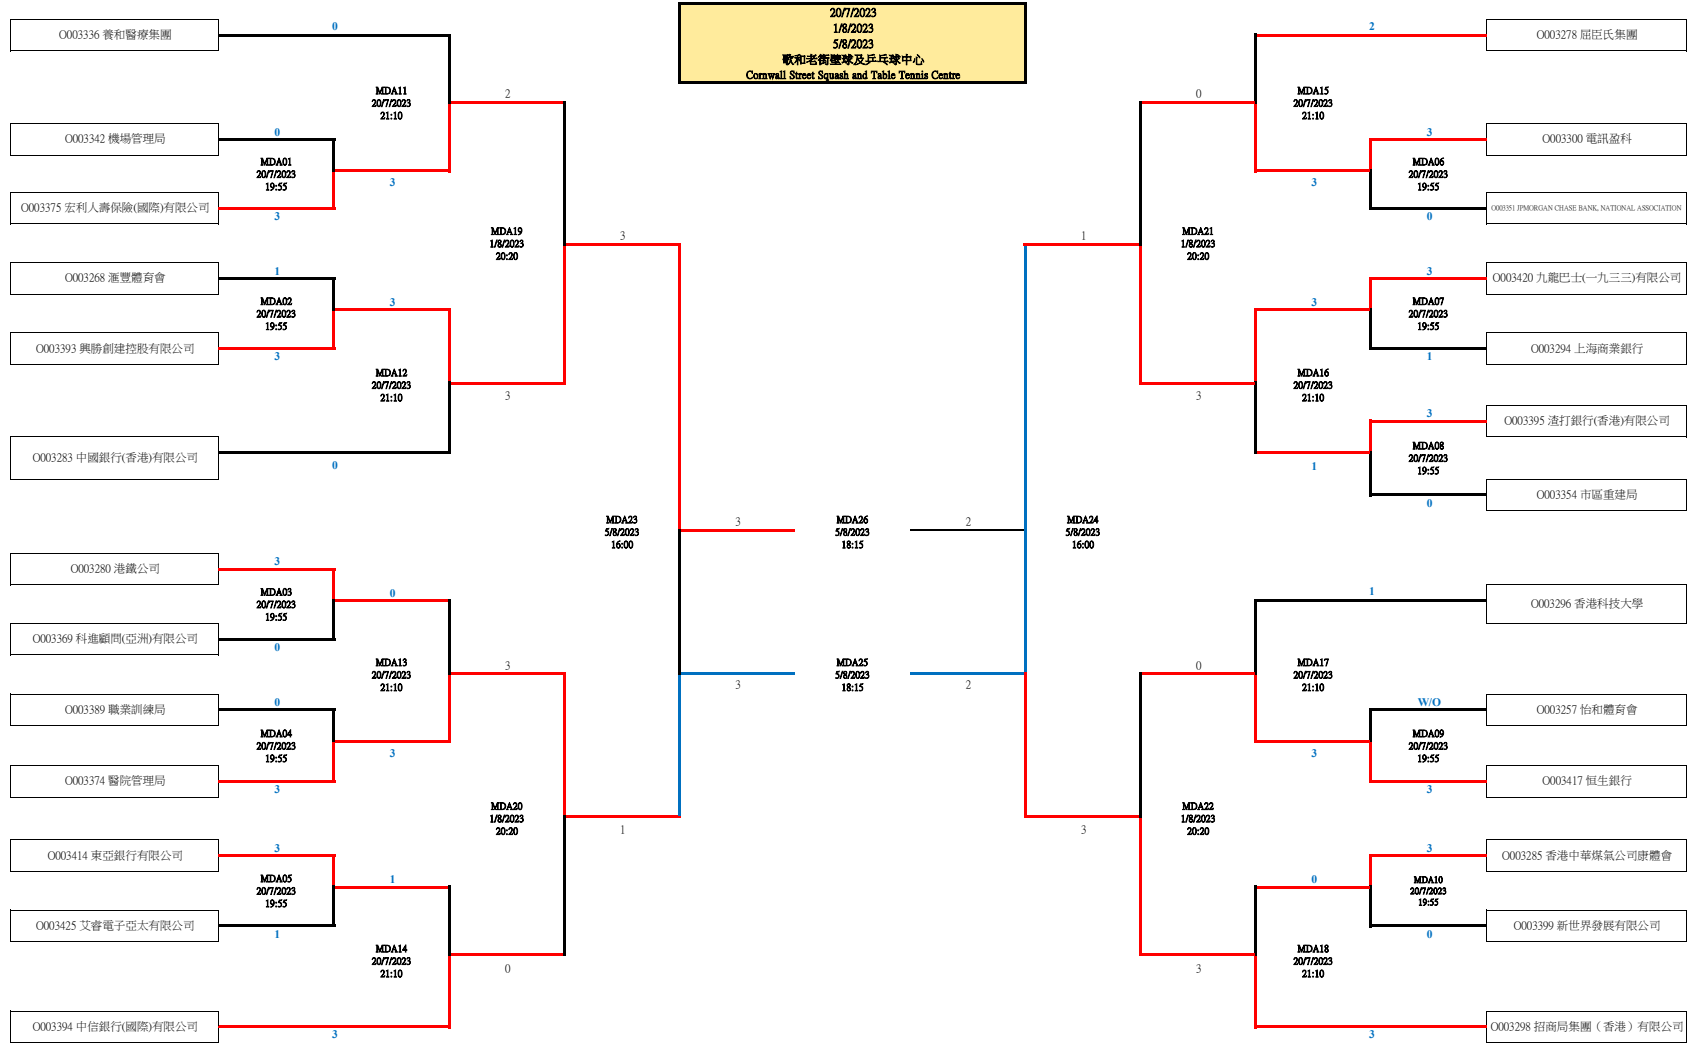 20/7/2023
1/8/2023
5/8/2023
歌和老街壁球及乒乓球中心
Cornwall Street Squash and Table Tennis Centre
O003336 養和醫療集團
0
MDA11
20/7/2023
21:10
2
O003342 機場管理局
0
MDA01
20/7/2023
19:55
3
O003375 宏利人壽保險(國際)有限公司
3
MDA19
1/8/2023
20:20
3
O003268 滙豐體育會
1
MDA02
20/7/2023
19:55
3
O003393 興勝創建控股有限公司
3
MDA12
20/7/2023
21:10
3
O003283 中國銀行(香港)有限公司
0
MDA23
5/8/2023
16:00
3
O003280 港鐵公司
3
MDA03
20/7/2023
19:55
0
O003369 科進顧問(亞洲)有限公司
0
MDA13
20/7/2023
21:10
3
3
O003389 職業訓練局
0
MDA04
20/7/2023
19:55
3
O003374 醫院管理局
3
MDA20
1/8/2023
20:20
1
O003414 東亞銀行有限公司
3
MDA05
20/7/2023
19:55
1
O003425 艾睿電子亞太有限公司
1
MDA14
20/7/2023
21:10
0
O003394 中信銀行(國際)有限公司
3
MDA26
5/8/2023
18:15
MDA25
5/8/2023
18:15
2
O003278 屈臣氏集團
0
MDA15
20/7/2023
21:10
3
O003300 電訊盈科
3
MDA06
20/7/2023
19:55
O003351 JPMORGAN CHASE BANK, NATIONAL ASSOCIATION
0
1
MDA21
1/8/2023
20:20
3
O003420 九龍巴士(一九三三)有限公司
3
MDA07
20/7/2023
19:55
O003294 上海商業銀行
1
MDA16
20/7/2023
21:10
3
3
O003395 渣打銀行(香港)有限公司
1
MDA08
20/7/2023
19:55
O003354 市區重建局
0
2
MDA24
5/8/2023
16:00
1
O003296 香港科技大學
0
MDA17
20/7/2023
21:10
2
W/O
O003257 怡和體育會
3
MDA09
20/7/2023
19:55
O003417 恒生銀行
3
MDA22
1/8/2023
20:20
3
3
O003285 香港中華煤氣公司康體會
0
MDA10
20/7/2023
19:55
O003399 新世界發展有限公司
0
MDA18
20/7/2023
21:10
3
O003298 招商局集團（香港）有限公司
3